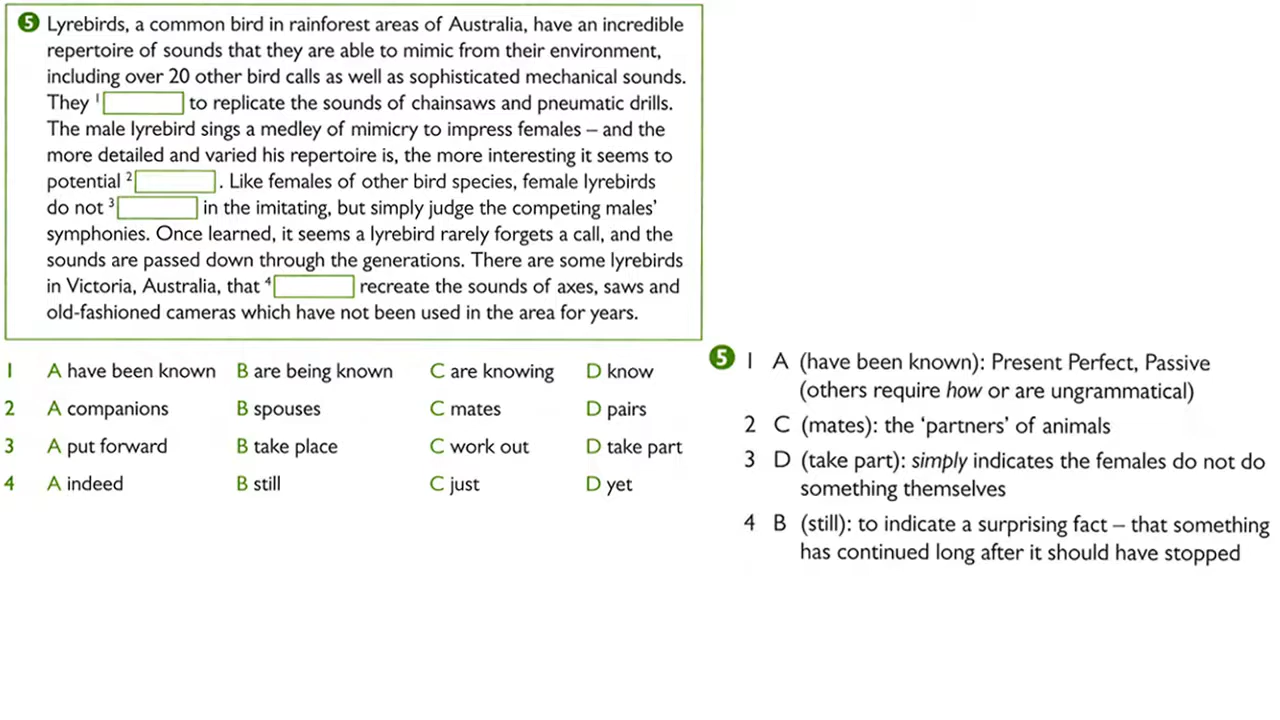 5 Lyrebirds, a common bird in rainforest areas of Australia, have an incredible
repertoire of sounds that they are able to mimic from their environment,
including over 20 other bird calls as well as sophisticated mechanical sounds.
They 1 to replicate the sounds of chainsaws and pneumatic drills.
The male lyrebird sings a medley of mimicry to impress females – and the
more detailed and varied his repertoire is, the more interesting it seems to
potential 2 . Like females of other bird species, female lyrebirds
do not 3 in the imitating, but simply judge the competing males'
symphonies. Once learned, it seems a lyrebird rarely forgets a call, and the
sounds are passed down through the generations. There are some lyrebirds
in Victoria, Australia, that 4 recreate the sounds of axes, saws and
old-fashioned cameras which have not been used in the area for years.
1 A have been known B are being known C are knowing D know
2 A companions B spouses C mates D pairs
3 A put forward B take place C work out D take part
4 A indeed B still C just D yet
5 1 A (have been known): Present Perfect, Passive
(others require how or are ungrammatical)
2 C (mates): the 'partners' of animals
3 D (take part): simply indicates the females do not do
something themselves
4 B (still): to indicate a surprising fact – that something
has continued long after it should have stopped